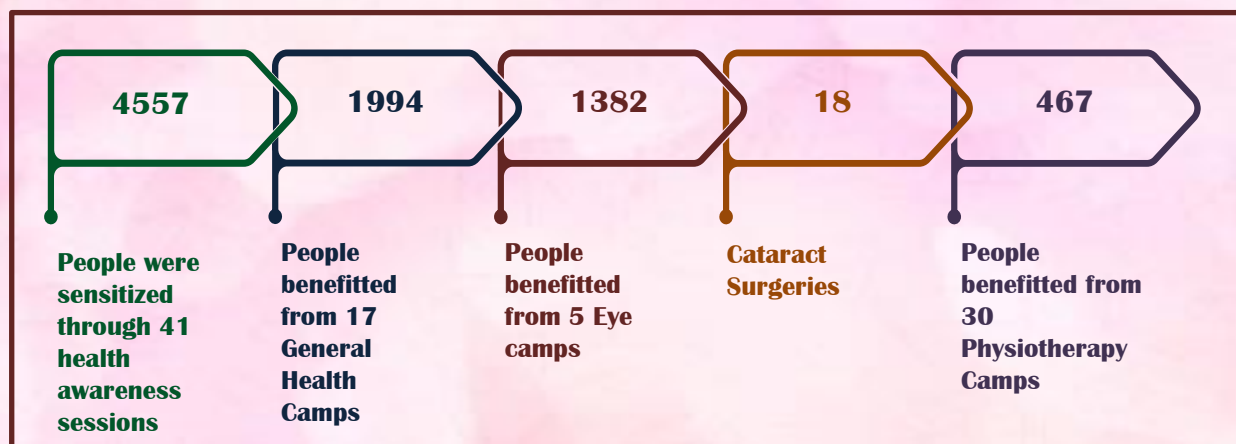 4557
People were
sensitized
through 41
health
awareness
sessions
1994
People
benefitted
from 17
General
Health
Camps
1382
People
benefitted
from 5 Eye
camps
18
Cataract
Surgeries
467
People
benefitted from
30
Physiotherapy
Camps